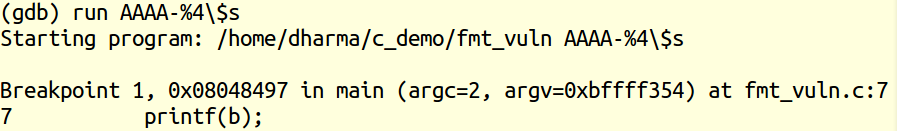 (gdb) run AAAA-%4\$s
Starting program: /home/dharma/c_demo/fmt_vuln AAAA-%4\$s
Breakpoint 1, 0x08048497 in main (argc=2, argv=0xbffff354) at fmt_vuln.c:7
7 printf(b);